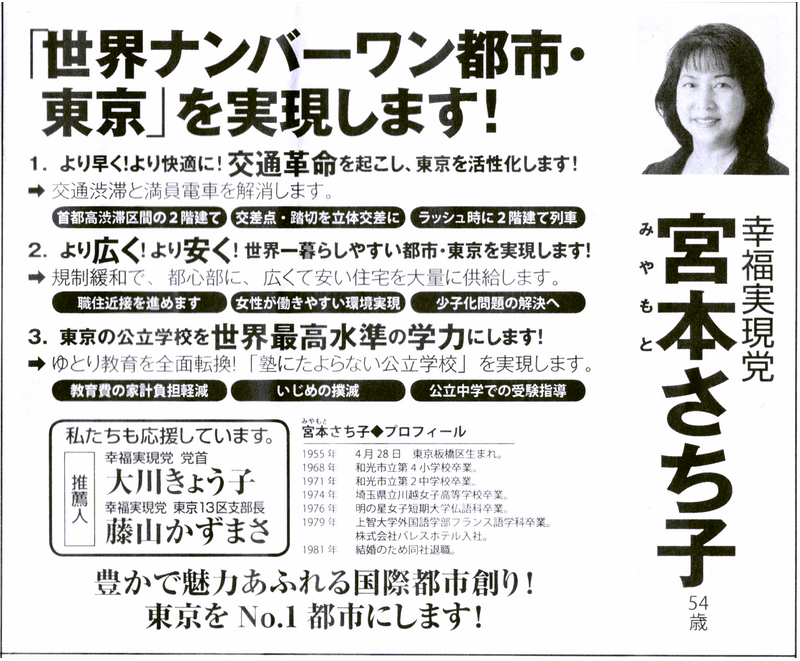 「世界ナンバーワン都市・
東京」を実現します!
1. より早く!より快適に! 交通革命を起こし、東京を活性化します!
➡ 交通渋滞と満員電車を解消します。
首都高渋滞区間の2階建て 交差点・踏切を立体交差に ラッシュ時に2階建て列車
2. より広く!より安く! 世界一暮らしやすい都市・東京を実現します!
➡ 規制緩和で、都心部に、広くて安い住宅を大量に供給します。
職住近接を進めます 女性が働きやすい環境実現 少子化問題の解決へ
3. 東京の公立学校を世界最高水準の学力にします!
➡ ゆとり教育を全面転換!「塾にたよらない公立学校」を実現します。
教育費の家計負担軽減 いじめの撲滅 公立中学での受験指導
私たちも応援しています。
推薦人
幸福実現党 党首
大川きょう子
幸福実現党 東京13区支部長
藤山かずまさ
みやもと
宮本さち子◆プロフィール
1955年 4月28日 東京板橋区生まれ。
1968年 和光市立第4小学校卒業。
1971年 和光市立第2中学校卒業。
1974年 埼玉県立川越女子高等学校卒業。
1976年 明の星女子短期大学仏語科卒業。
1979年 上智大学外国語学部フランス語学科卒業。
株式会社パレスホテル入社。
1981年 結婚のため同社退職。
豊かで魅力あふれる国際都市創り!
東京を No.1 都市にします!
幸福実現党
みやもと
宮本さち子
54歳